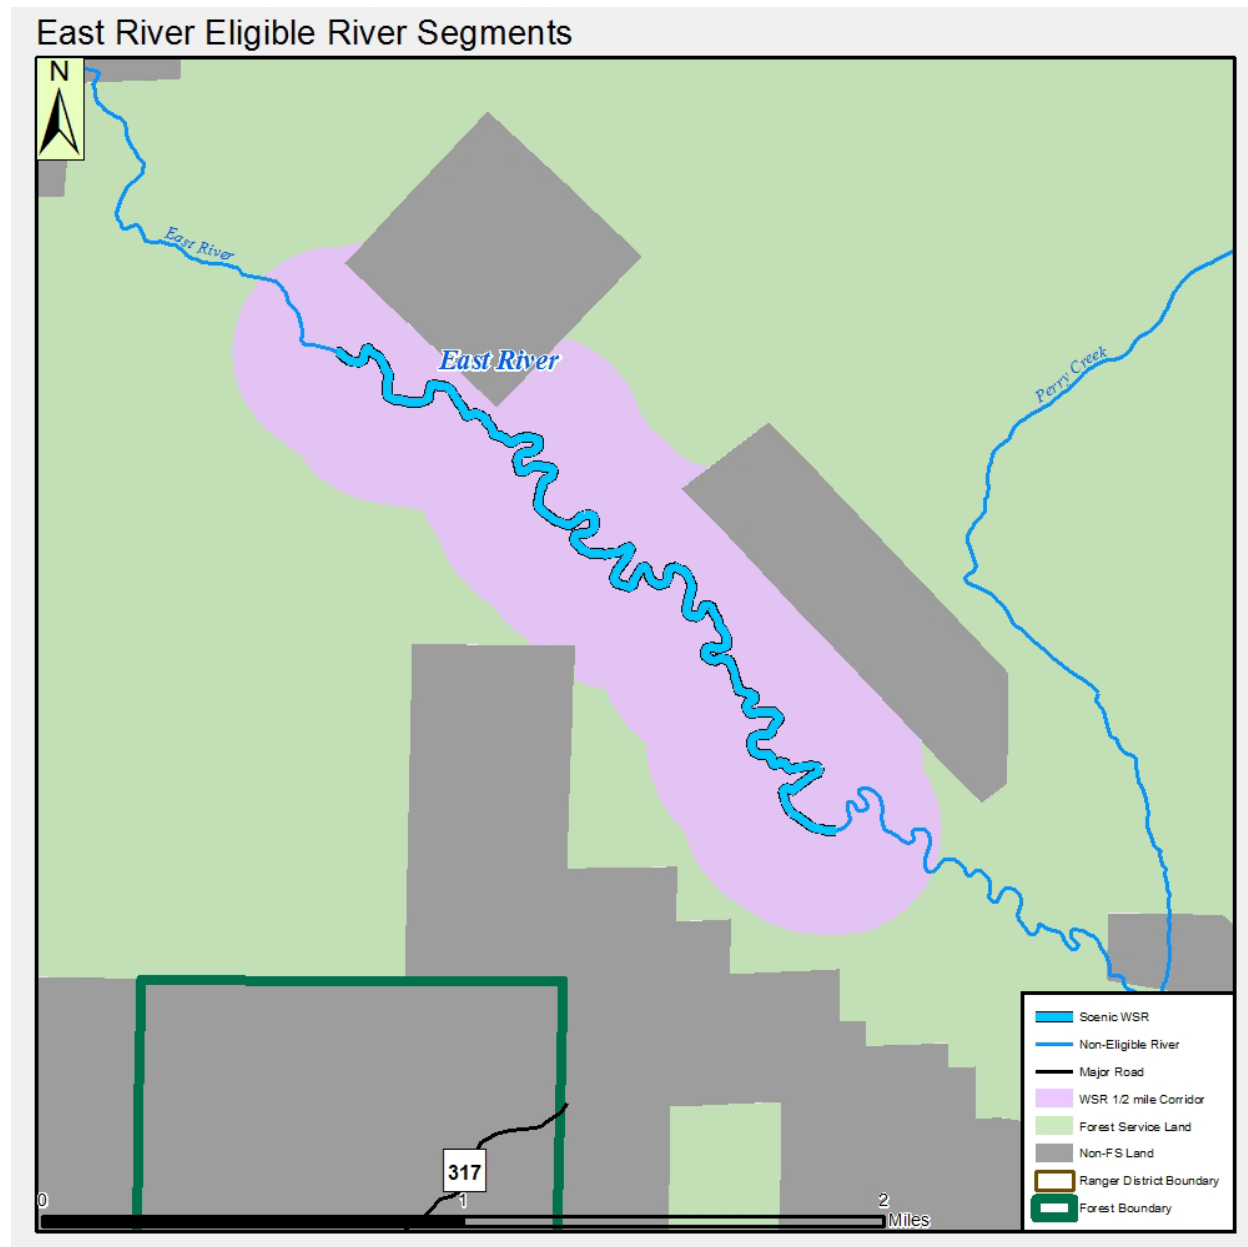 East River Eligible River Segments
N
East River
East River
Perry Creek
Scenic WSR
Non-Eligible River
Major Road
WSR 1/2 mile Corridor
Forest Service Land
Non-FS Land
Ranger District Boundary
Forest Boundary
317
0 1 2
Miles